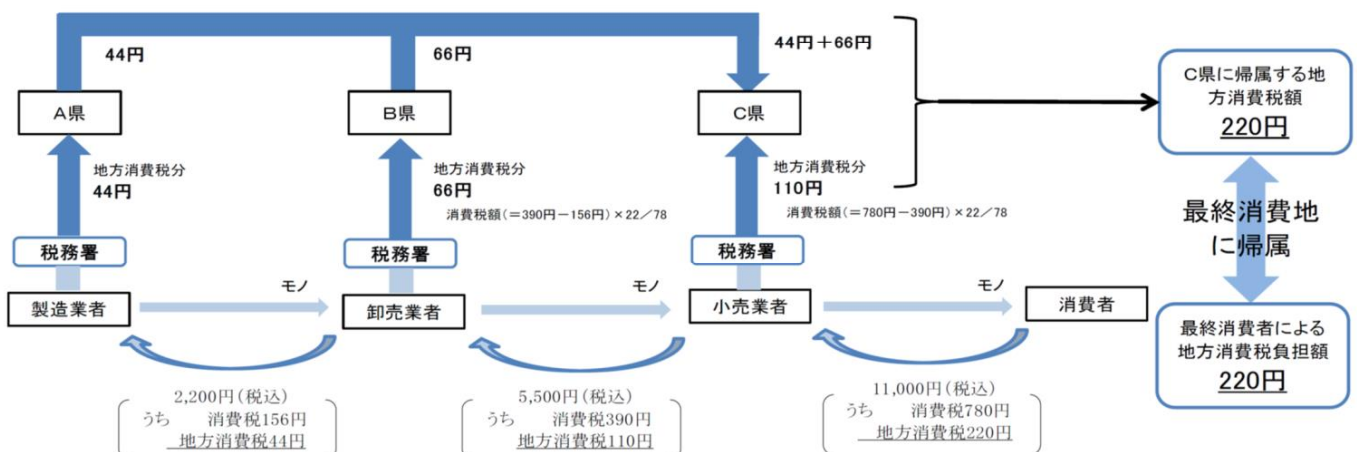 44円
66円
44円＋66円
A県
B県
C県
C県に帰属する地
方消費税額
220円
地方消費税分
44円
地方消費税分
66円
消費税額(＝390円－156円)×22／78
地方消費税分
110円
消費税額(＝780円－390円)×22／78
最終消費地
に帰属
税務署
税務署
税務署
製造業者
モノ
卸売業者
モノ
小売業者
モノ
消費者
最終消費者による
地方消費税負担額
220円
2,200円(税込)
うち　消費税156円
地方消費税44円
5,500円(税込)
うち　消費税390円
地方消費税110円
11,000円(税込)
うち　消費税780円
地方消費税220円